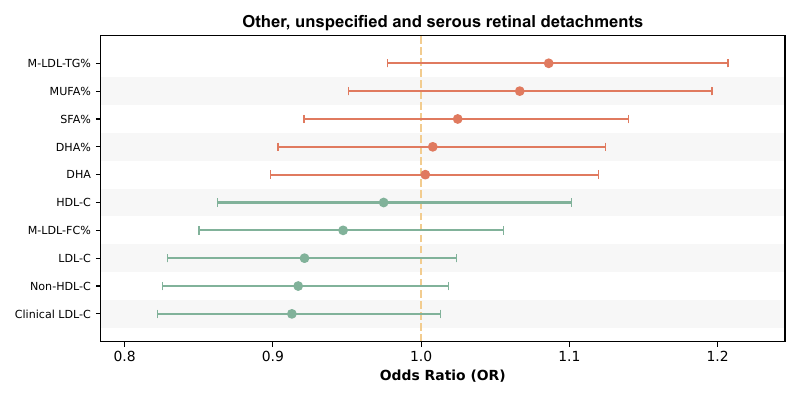 Other, unspecified and serous retinal detachments
M-LDL-TG%
MUFA%
SFA%
DHA%
DHA
HDL-C
M-LDL-FC%
LDL-C
Non-HDL-C
Clinical LDL-C
0.8 0.9 1.0 1.1 1.2
Odds Ratio (OR)